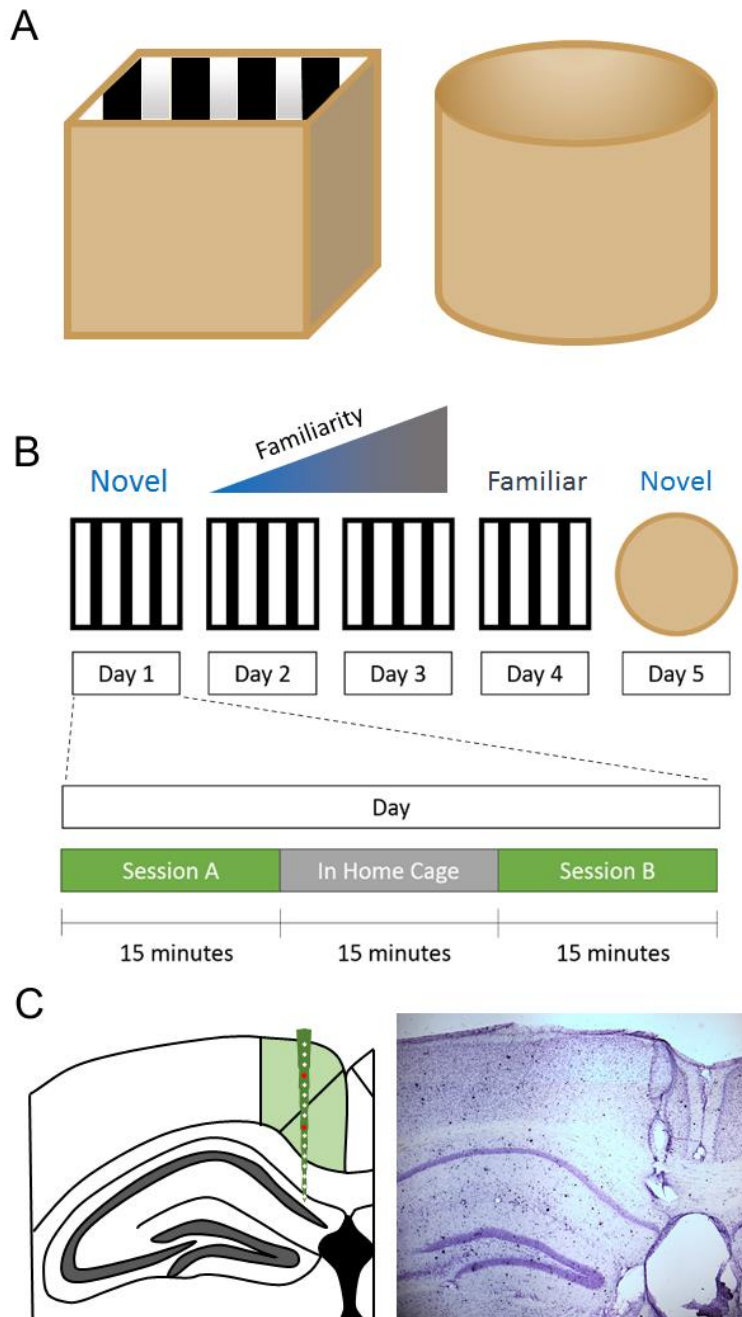 A
B
Familiarity
Novel
Familiar
Novel
Day 1
Day 2
Day 3
Day 4
Day 5
Day
Session A
In Home Cage
Session B
15 minutes
15 minutes
15 minutes
C